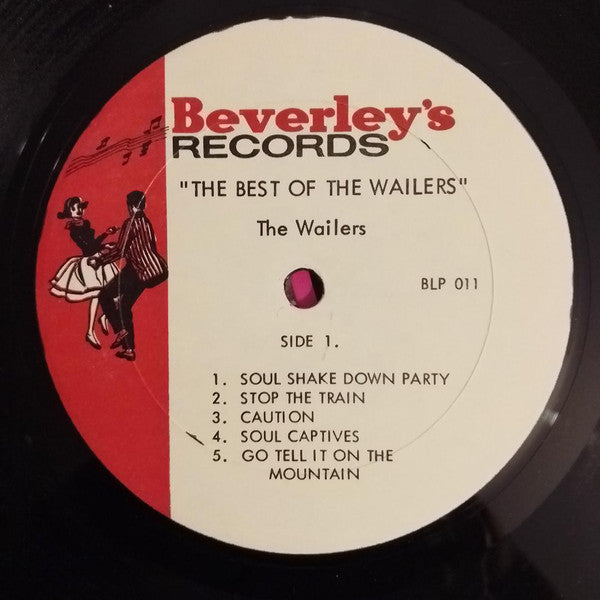 Beverley's
RECORDS
"THE BEST OF THE WAILERS"
The Wailers
BLP 011
SIDE 1.
1. SOUL SHAKE DOWN PARTY
2. STOP THE TRAIN
3. CAUTION
4. SOUL CAPTIVES
5. GO TELL IT ON THE
MOUNTAIN